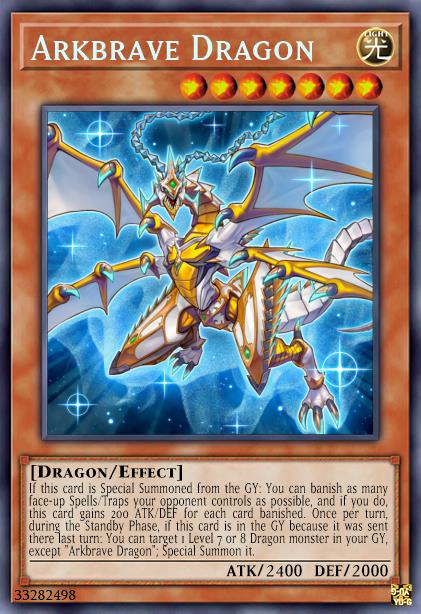 ARKBRAVE DRAGON
LIGHT
光
[DRAGON/EFFECT]
If this card is Special Summoned from the GY: You can banish as many
face-up Spells/Traps your opponent controls as possible, and if you do,
this card gains 200 ATK/DEF for each card banished. Once per turn,
during the Standby Phase, if this card is in the GY because it was sent
there last turn: You can target 1 Level 7 or 8 Dragon monster in your GY,
except "Arkbrave Dragon"; Special Summon it.
ATK/2400 DEF/2000
33282498